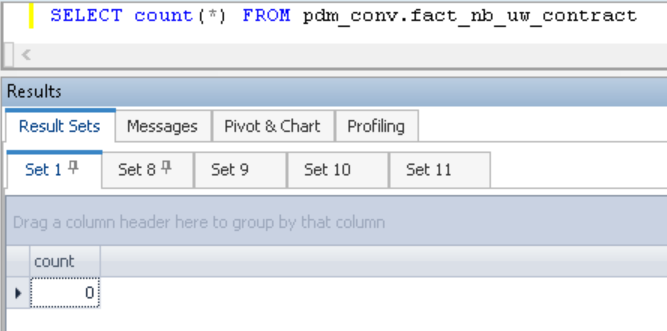 SELECT count(*) FROM pdm_conv.fact_nb_uw_contract
<
Results
Result Sets Messages Pivot & Chart Profiling
Set 1 Set 8 Set 9 Set 10 Set 11
Drag a column header here to group by that column
count
0